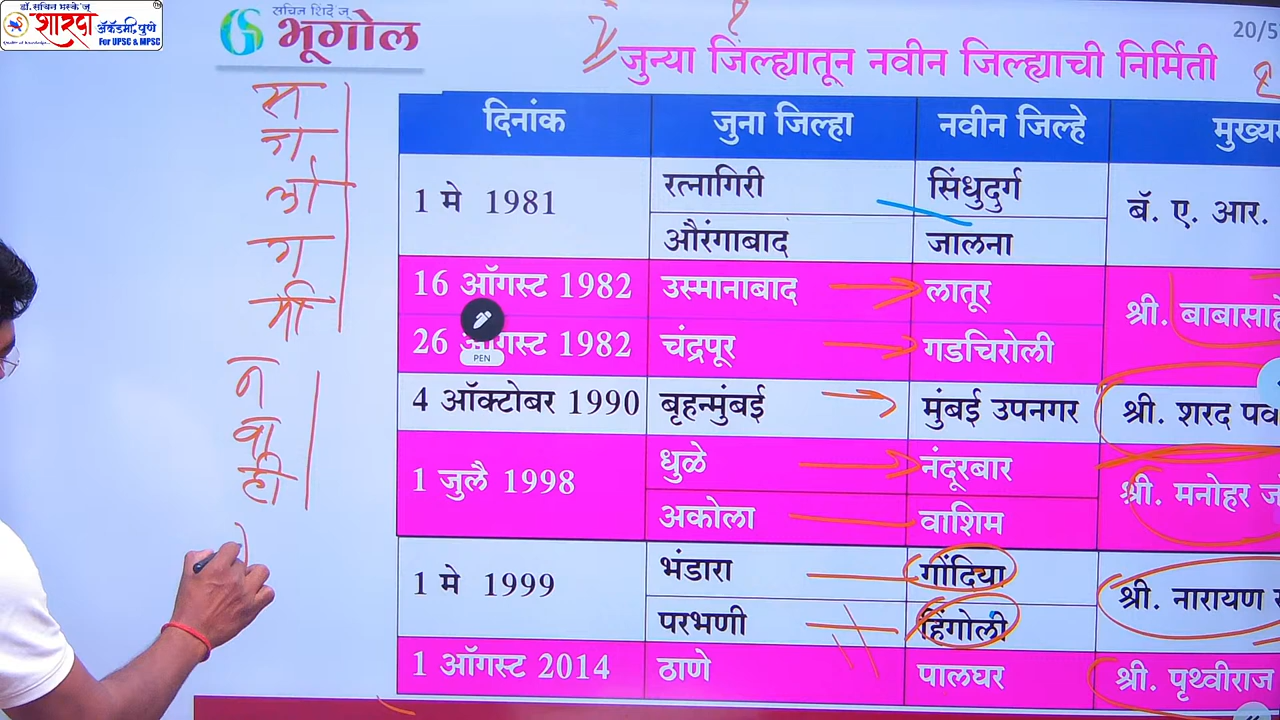 डॉ. सचिन भस्के'ज्
शारदा अ‍ॅकॅडमी, पुणे
For UPSC & MPSC
सचिन शिंदे'ज्
भूगोल
20/5
जुन्या जिल्ह्यातून नवीन जिल्ह्याची निर्मिती
दिनांक जुना जिल्हा नवीन जिल्हे मुख्य
1 मे 1981 रत्नागिरी सिंधुदुर्ग बॅ. ए. आर.
औरंगाबाद जालना
16 ऑगस्ट 1982 उस्मानाबाद लातूर श्री. बाबासाहे
26 ऑगस्ट 1982 चंद्रपूर गडचिरोली
PEN
4 ऑक्टोबर 1990 बृहन्मुंबई मुंबई उपनगर श्री. शरद पव
1 जुलै 1998 धुळे नंदूरबार श्री. मनोहर ज
अकोला वाशिम
1 मे 1999 भंडारा गोंदिया श्री. नारायण
परभणी हिंगोली
1 ऑगस्ट 2014 ठाणे पालघर श्री. पृथ्वीराज
न
वा
ही